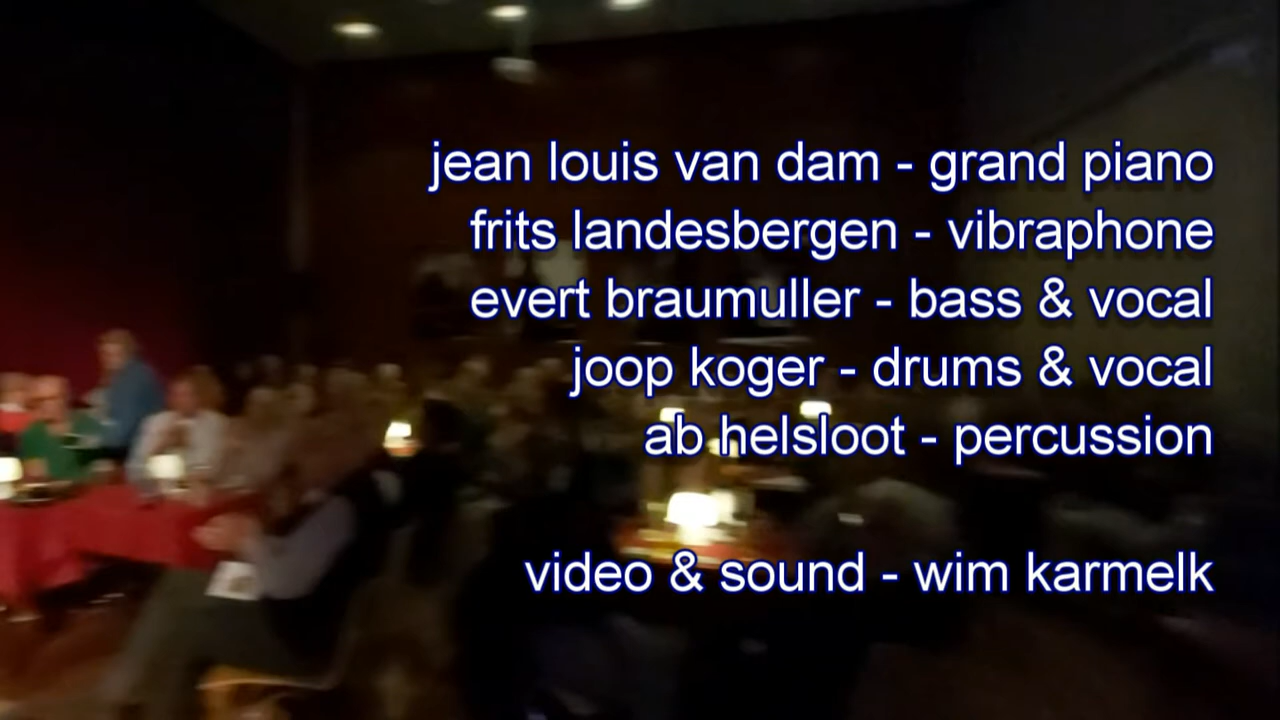 jean louis van dam - grand piano
frits landesbergen - vibraphone
evert braumuller - bass & vocal
joop koger - drums & vocal
ab helsloot - percussion
video & sound - wim karmelk